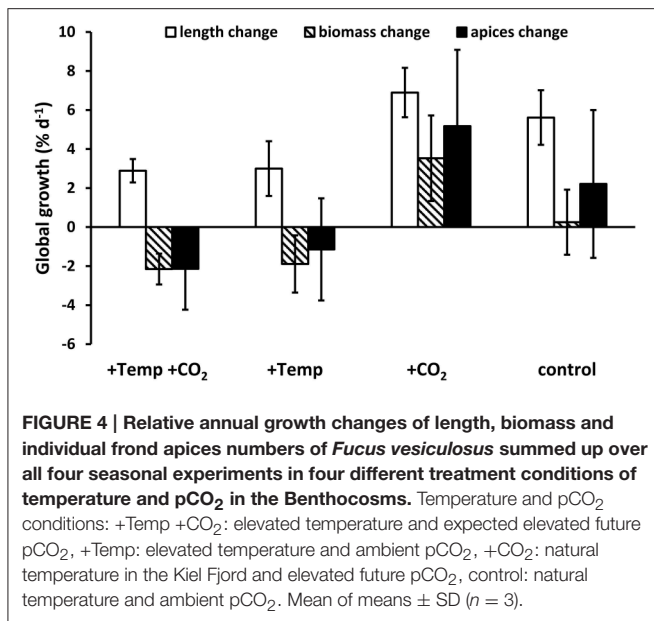 length change biomass change apices change
Global growth (% d⁻¹)
10
8
6
4
2
0
-2
-4
-6
+Temp +CO₂ +Temp +CO₂ control
FIGURE 4 | Relative annual growth changes of length, biomass and
individual frond apices numbers of Fucus vesiculosus summed up over
all four seasonal experiments in four different treatment conditions of
temperature and pCO₂ in the Benthocosms. Temperature and pCO₂
conditions: +Temp +CO₂: elevated temperature and expected elevated future
pCO₂, +Temp: elevated temperature and ambient pCO₂, +CO₂: natural
temperature in the Kiel Fjord and elevated future pCO₂, control: natural
temperature and ambient pCO₂. Mean of means ± SD (n = 3).